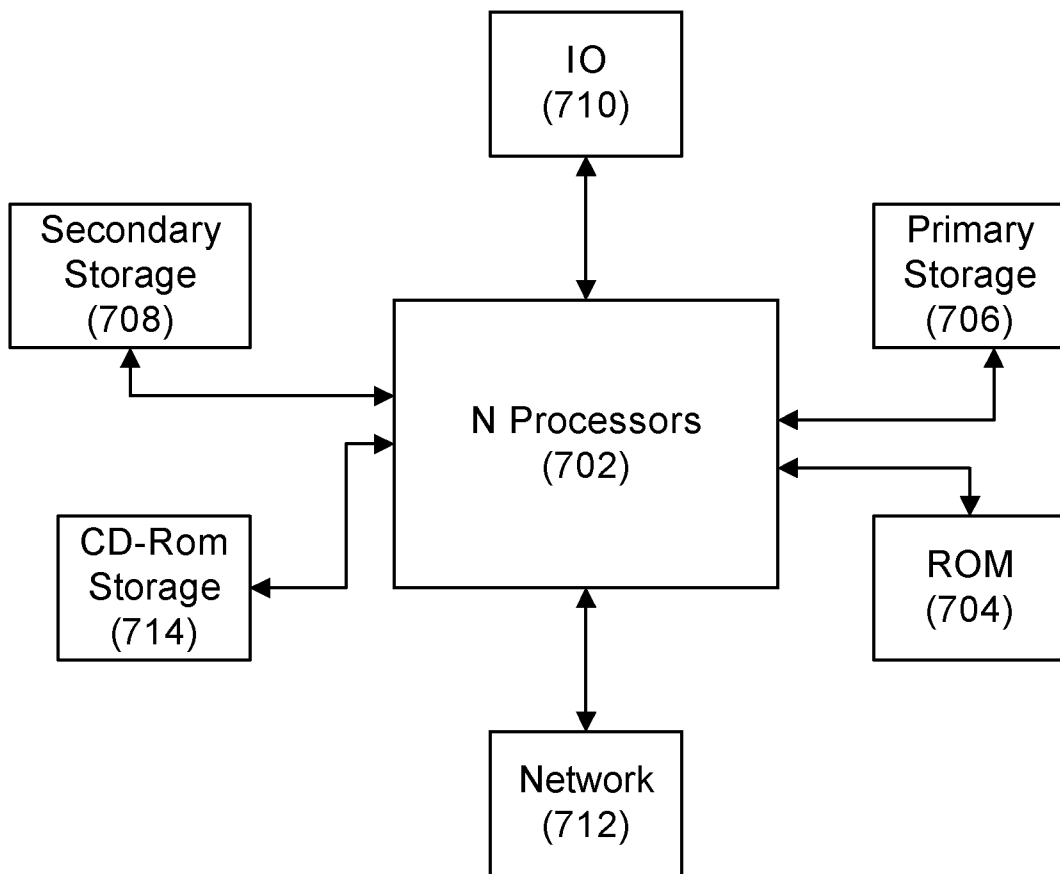 IO
(710)
Secondary
Storage
(708)
Primary
Storage
(706)
N Processors
(702)
CD-Rom
Storage
(714)
ROM
(704)
Network
(712)